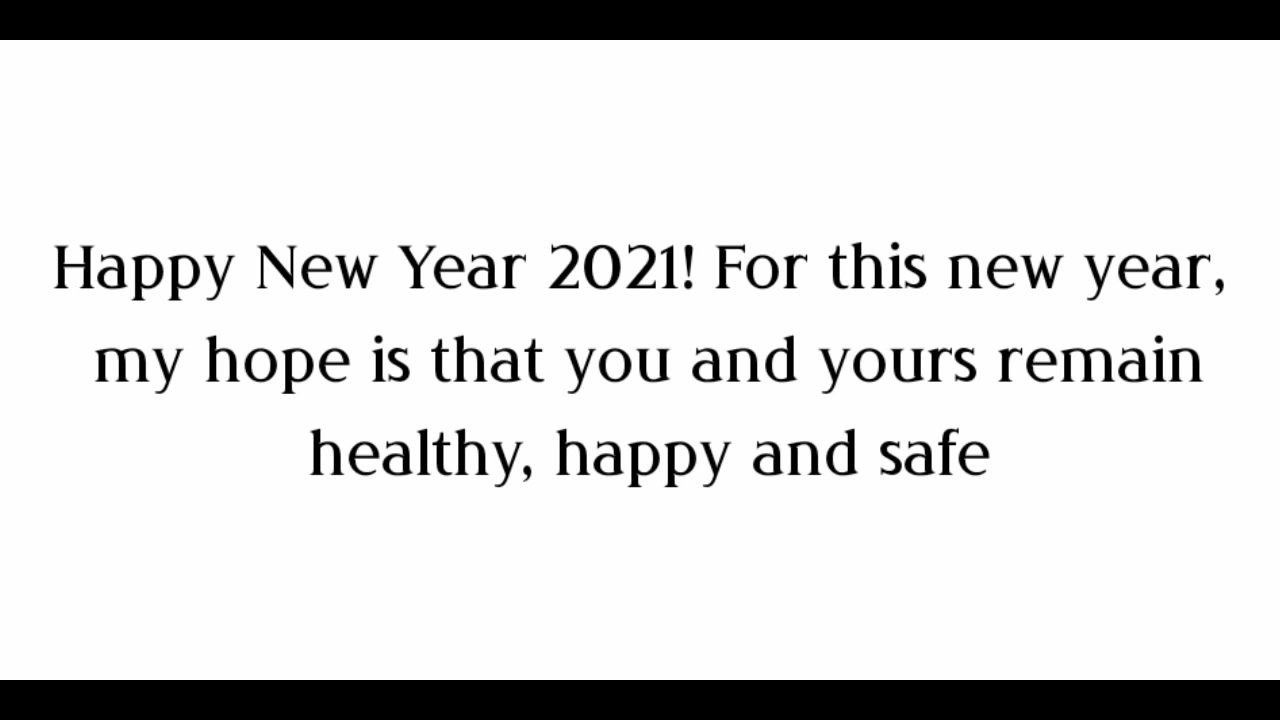 Happy New Year 2021! For this new year,
my hope is that you and yours remain
healthy, happy and safe